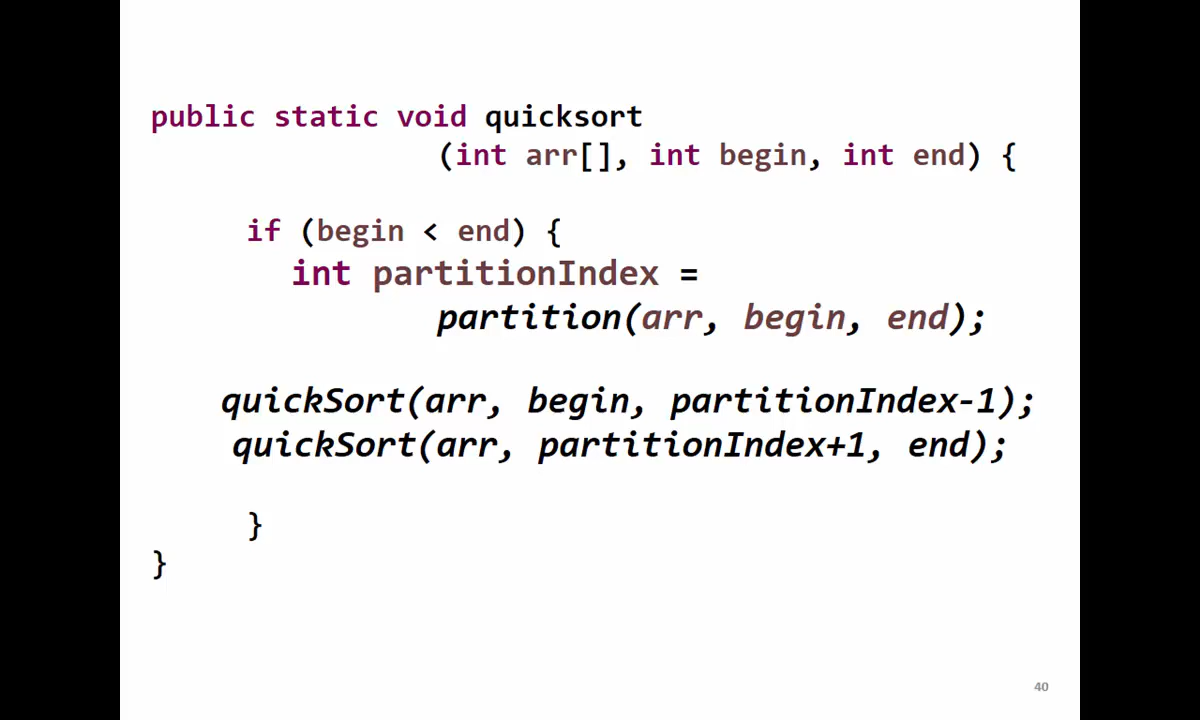 public static void quicksort
(int arr[], int begin, int end) {
if (begin < end) {
int partitionIndex =
partition(arr, begin, end);
quickSort(arr, begin, partitionIndex-1);
quickSort(arr, partitionIndex+1, end);
}
}
40